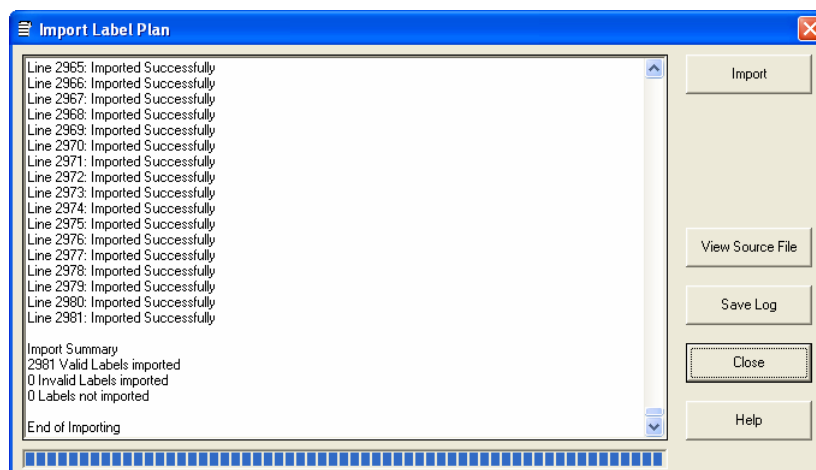 Import Label Plan
Line 2965: Imported Successfully
Line 2966: Imported Successfully
Line 2967: Imported Successfully
Line 2968: Imported Successfully
Line 2969: Imported Successfully
Line 2970: Imported Successfully
Line 2971: Imported Successfully
Line 2972: Imported Successfully
Line 2973: Imported Successfully
Line 2974: Imported Successfully
Line 2975: Imported Successfully
Line 2976: Imported Successfully
Line 2977: Imported Successfully
Line 2978: Imported Successfully
Line 2979: Imported Successfully
Line 2980: Imported Successfully
Line 2981: Imported Successfully
Import Summary
2981 Valid Labels imported
0 Invalid Labels imported
0 Labels not imported
End of Importing
Import
View Source File
Save Log
Close
Help